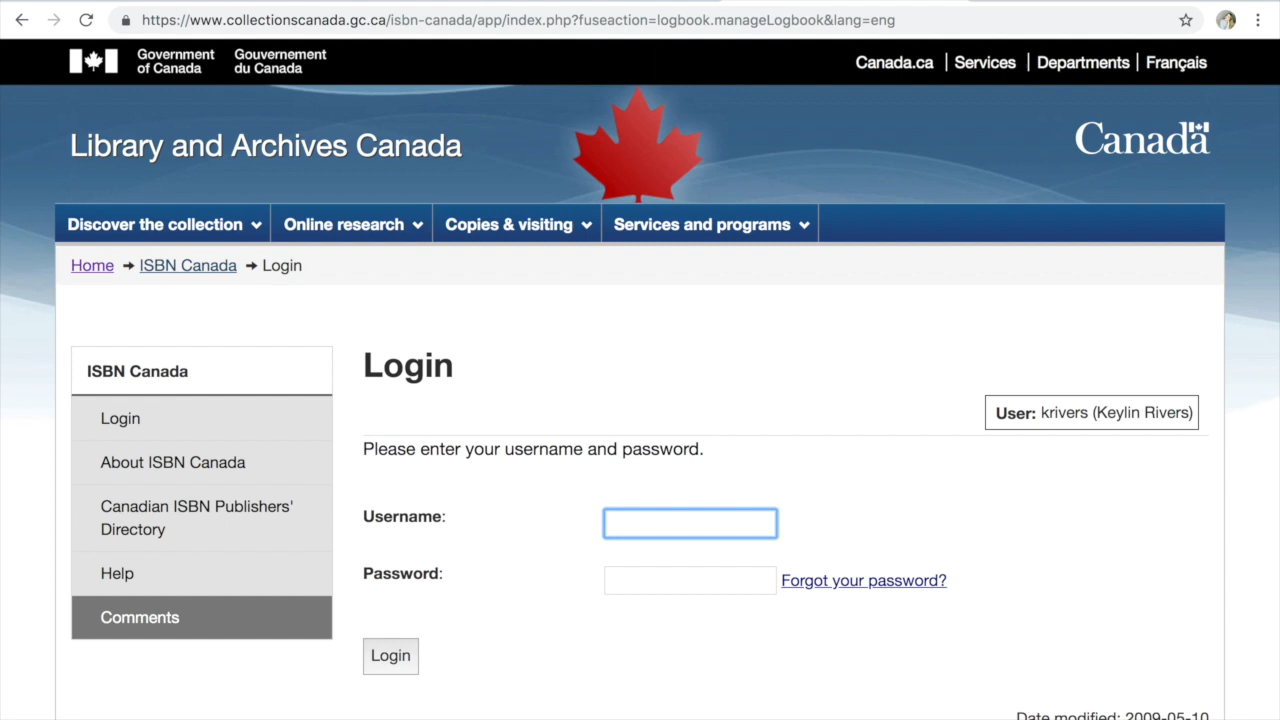 https://www.collectionscanada.gc.ca/isbn-canada/app/index.php?fuseaction=logbook.manageLogbook&lang=eng
Government of Canada
Gouvernement du Canada
Canada.ca | Services | Departments | Français
Library and Archives Canada
Canada
Discover the collection
Online research
Copies & visiting
Services and programs
Home → ISBN Canada → Login
ISBN Canada
Login
About ISBN Canada
Canadian ISBN Publishers'
Directory
Help
Comments
Login
User: krivers (Keylin Rivers)
Please enter your username and password.
Username:
Password:
Forgot your password?
Login
Date modified: 2009-05-10